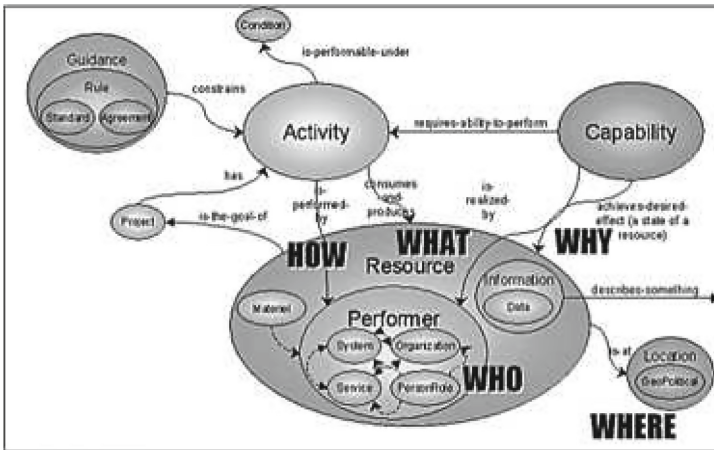 Condition
is-performable-under
Guidance
Rule
Standard
Agreement
constrains
Activity
requires-ability-to-perform
Capability
has
Project
is-the-goal-of
is-
performed-
by
consumes
-and-
produces
is-
realized-
by
achieves-desired-
effect (a state of a
resource)
HOW
WHAT
WHY
Resource
Information
Data
describes-something
Materiel
Performer
System
Organization
Service
PersonRole
WHO
is-at
Location
GeoPolitical
WHERE